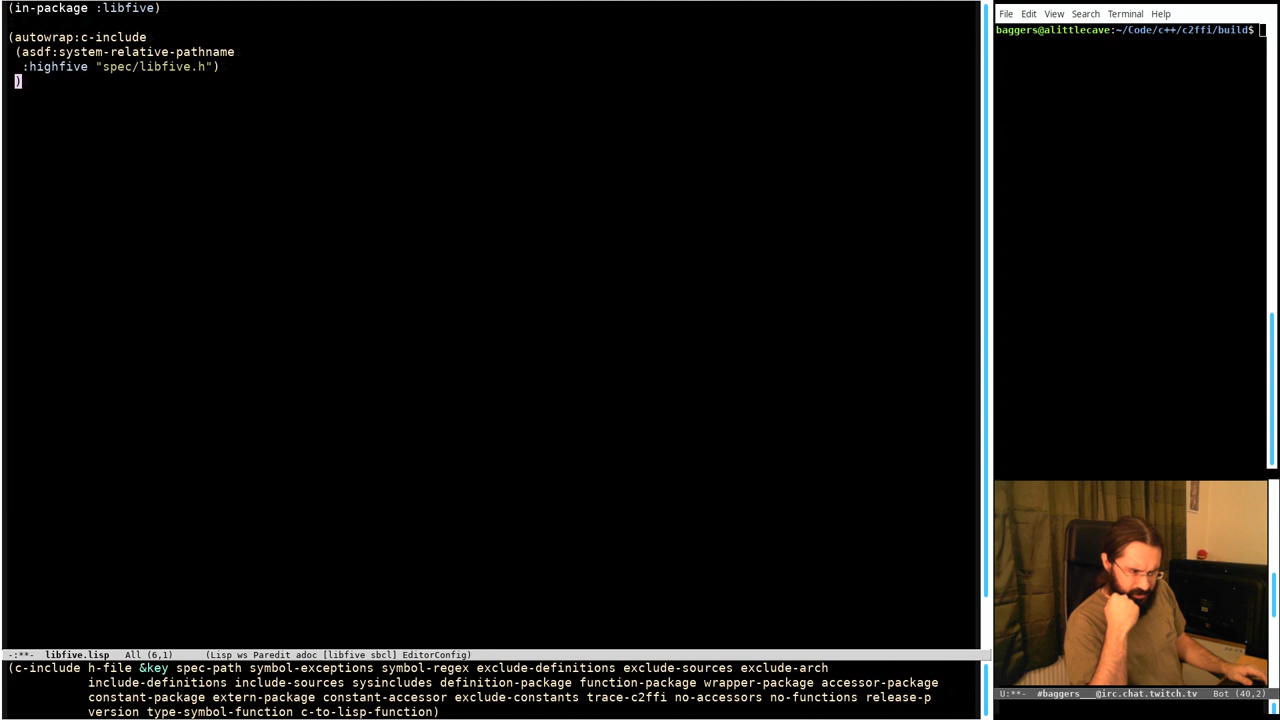 (in-package :libfive)
(autowrap:c-include
(asdf:system-relative-pathname
:highfive "spec/libfive.h")
)
-:**-  libfive.lisp   All (6,1)      (Lisp ws Paredit adoc [libfive sbcl] EditorConfig)
(c-include h-file &key spec-path symbol-exceptions symbol-regex exclude-definitions exclude-sources exclude-arch
include-definitions include-sources sysincludes definition-package function-package wrapper-package accessor-package
constant-package extern-package constant-accessor exclude-constants trace-c2ffi no-accessors no-functions release-p
version type-symbol-function c-to-lisp-function)
File Edit View Search Terminal Help
baggers@alittlecave:~/Code/c++/c2ffi/build$
U:**-  #baggers___@irc.chat.twitch.tv   Bot (40,2)